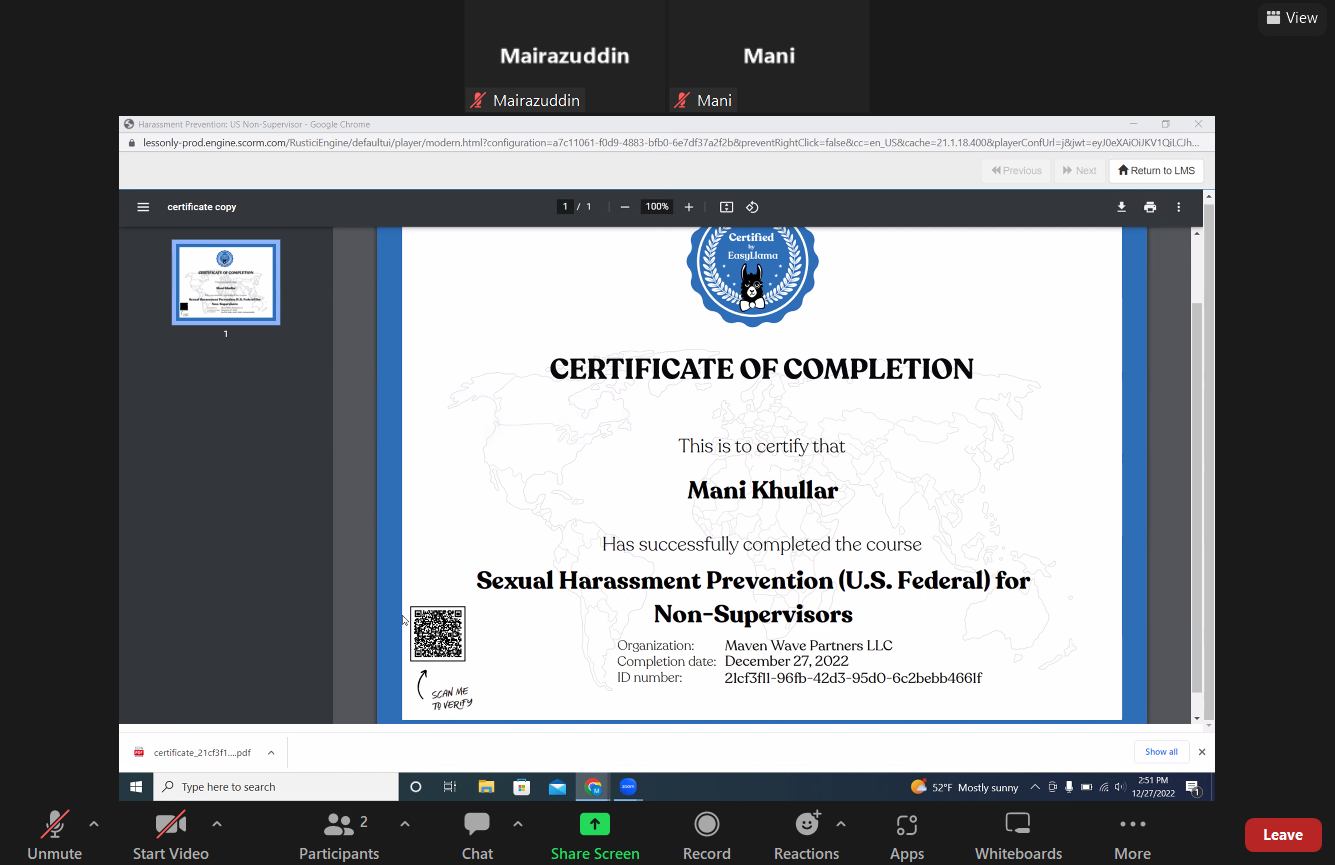 View
Mairazuddin
Mani
Mairazuddin
Mani
Harassment Prevention: US Non-Supervisor - Google Chrome
lessonly-prod.engine.scorm.com/RusticiEngine/defaultui/player/modern.html?configuration=a7c11061-f0d9-4883-bfb0-6e7df37a2f2b&preventRightClick=false&cc=en_US&cache=21.1.18.400&playerConfUrl=j&jwt=eyJ0eXAiOiJKV1QiLCJh...
Previous
Next
Return to LMS
certificate copy
1 / 1
100%
Certified
by
EasyLlama
CERTIFICATE OF COMPLETION
This is to certify that
Mani Khullar
Has successfully completed the course
Sexual Harassment Prevention (U.S. Federal) for
Non-Supervisors
Organization: Maven Wave Partners LLC
Completion date: December 27, 2022
ID number: 21cf3f11-96fb-42d3-95d0-6c2bebb4661f
SCAN ME
TO VERIFY
1
certificate_21cf3f1....pdf
Show all
Type here to search
52°F Mostly sunny
2:51 PM
12/27/2022
1
Unmute
Start Video
Participants
2
Chat
Share Screen
Record
Reactions
Apps
Whiteboards
More
Leave